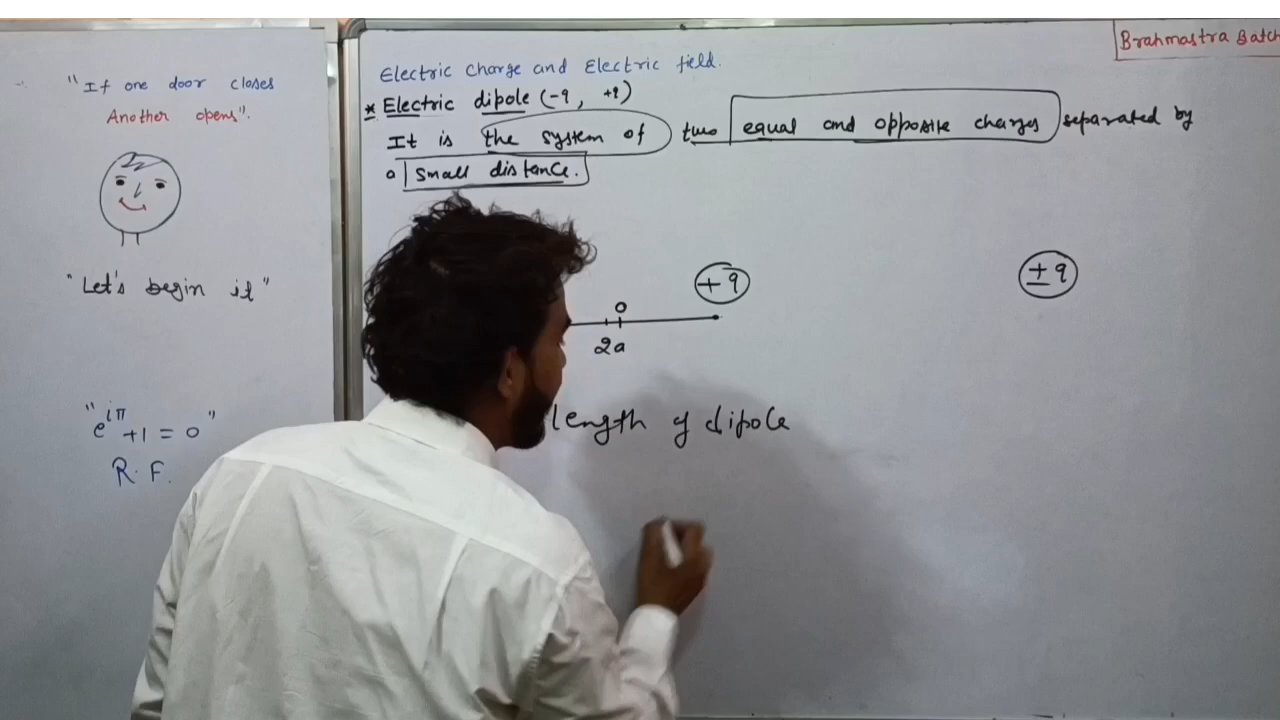 "If one door closes
Another opens".
"Let's begin it"
"e^{iπ} +1 = 0"
R.F.
Brahmastra Batch
Electric Charge and Electric field.
* Electric dipole (-q, +q)
It is the system of two equal and opposite charges separated by
a small distance.
+q
± q
0
2a
length of dipole